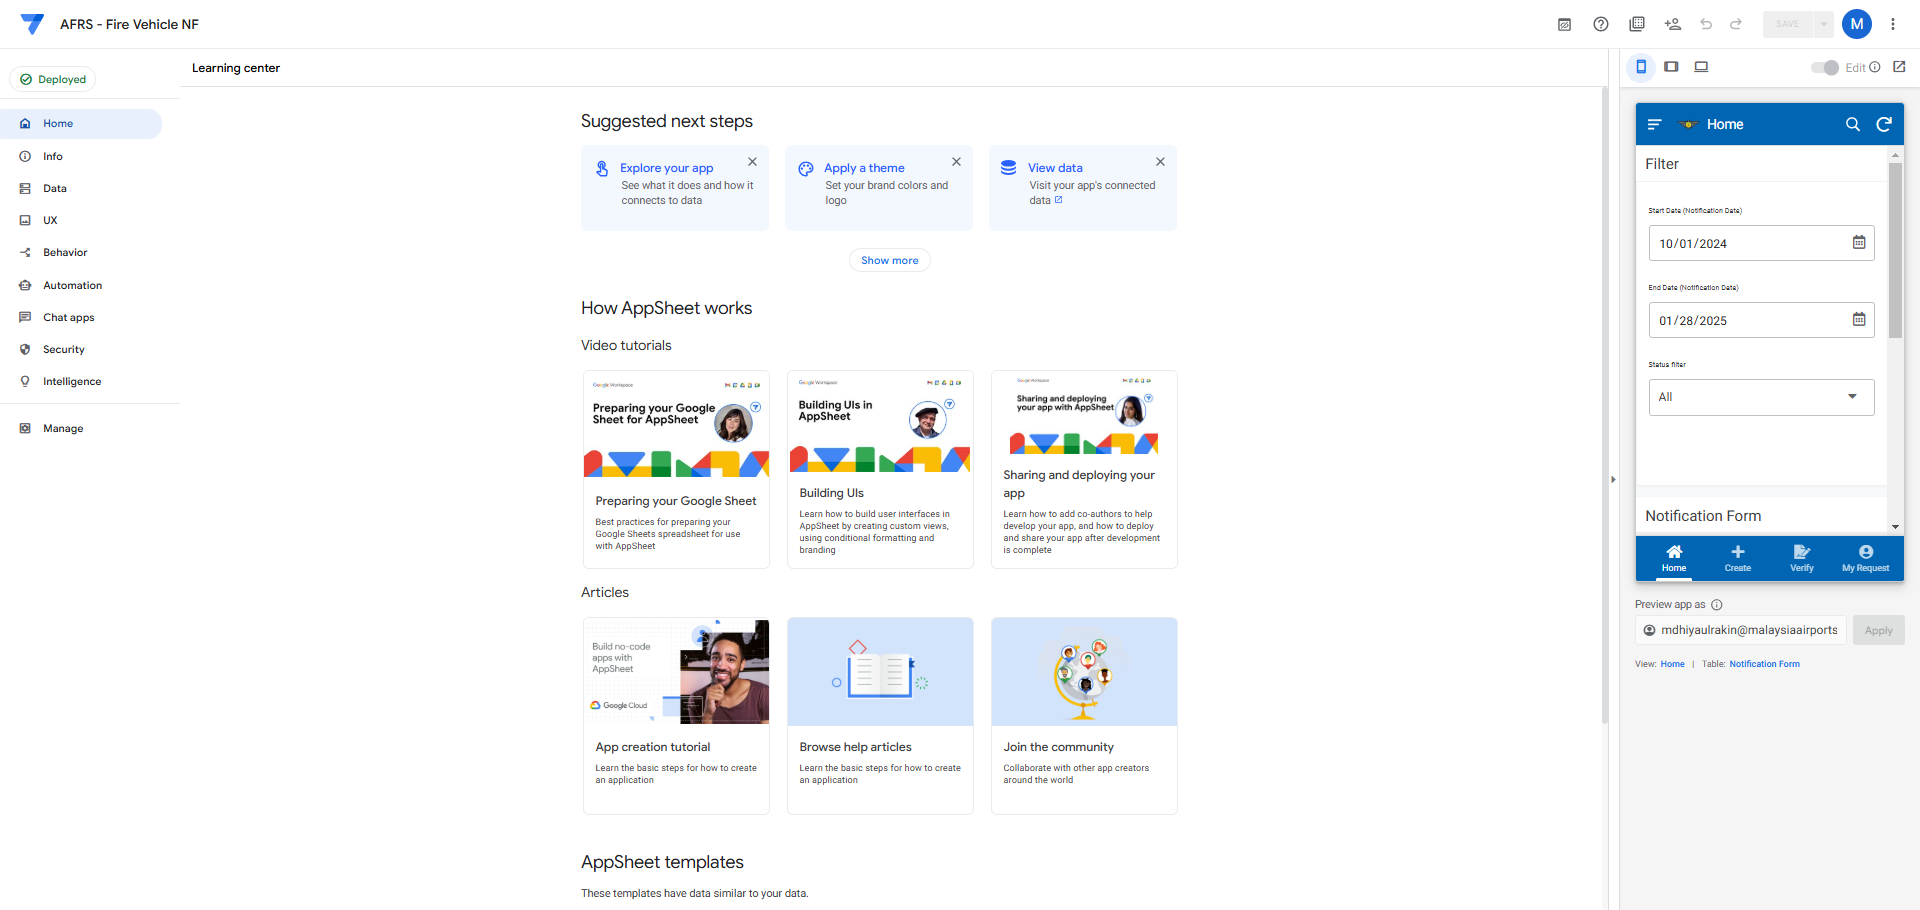 AFRS - Fire Vehicle NF
SAVE
M
Deployed
Home
Info
Data
UX
Behavior
Automation
Chat apps
Security
Intelligence
Manage
Learning center
Suggested next steps
Explore your app
See what it does and how it
connects to data
Apply a theme
Set your brand colors and
logo
View data
Visit your app's connected
data
Show more
How AppSheet works
Video tutorials
Google Workspace
Preparing your Google
Sheet for AppSheet
Preparing your Google Sheet
Best practices for preparing your
Google Sheets spreadsheet for use
with AppSheet
Google Workspace
Building UIs in
AppSheet
Building UIs
Learn how to build user interfaces in
AppSheet by creating custom views,
using conditional formatting and
branding
Google Workspace
Sharing and deploying
your app with AppSheet
Sharing and deploying your
app
Learn how to add co-authors to help
develop your app, and how to deploy
and share your app after development
is complete
Articles
Build no-code
apps with
AppSheet
Google Cloud
App creation tutorial
Learn the basic steps for how to create
an application
Browse help articles
Learn the basic steps for how to create
an application
Join the community
Collaborate with other app creators
around the world
AppSheet templates
These templates have data similar to your data.
Edit
Home
Filter
Start Date (Notification Date)
10/01/2024
End Date (Notification Date)
01/28/2025
Status filter
All
Notification Form
Home
Create
Verify
My Request
Preview app as
mdhiyaulrakin@malaysiaairports
Apply
View: Home | Table: Notification Form